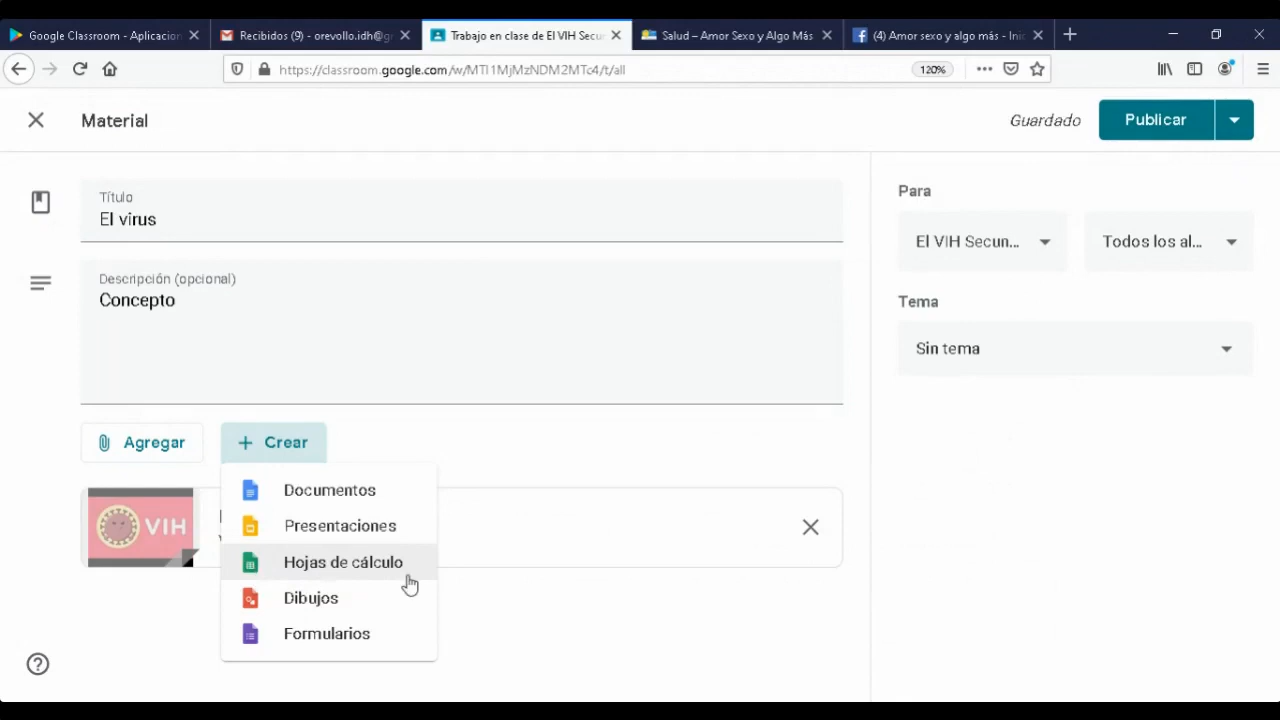 Google Classroom - Aplicacion
Recibidos (9) - orevollo.idh@g
Trabajo en clase de El VIH Secu
Salud – Amor Sexo y Algo Más
(4) Amor sexo y algo más - Ini
https://classroom.google.com/w/MTI1MjMzNDM2MTc4/t/all
120%
Material
Guardado
Publicar
Título
El virus
Descripción (opcional)
Concepto
Agregar
Crear
Documentos
Presentaciones
Hojas de cálculo
Dibujos
Formularios
VIH
Para
El VIH Secun...
Todos los al...
Tema
Sin tema